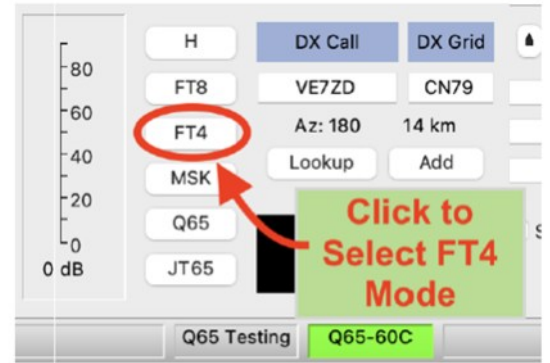 H
DX Call
DX Grid
80
FT8
VE7ZD
CN79
60
FT4
Az: 180
14 km
40
Lookup
Add
MSK
20
Click to
Select FT4
Mode
Q65
0
0 dB
JT65
Q65 Testing
Q65-60C